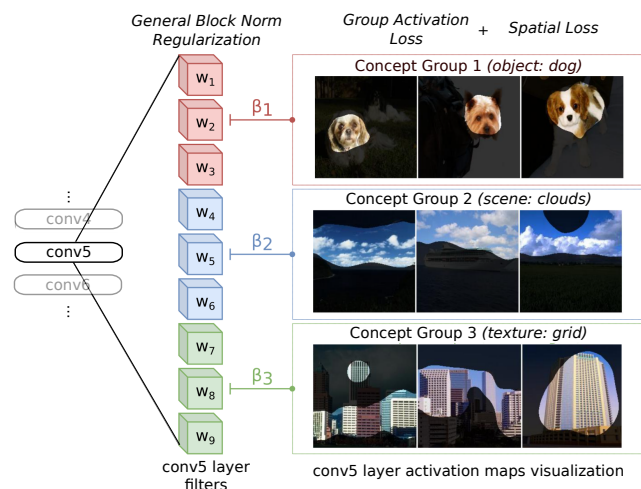 General Block Norm
Regularization
Group Activation
Loss
+
Spatial Loss
w1
w2
w3
w4
w5
w6
w7
w8
w9
β1
β2
β3
...
conv4
conv5
conv6
...
Concept Group 1 (object: dog)
Concept Group 2 (scene: clouds)
Concept Group 3 (texture: grid)
conv5 layer
filters
conv5 layer activation maps visualization